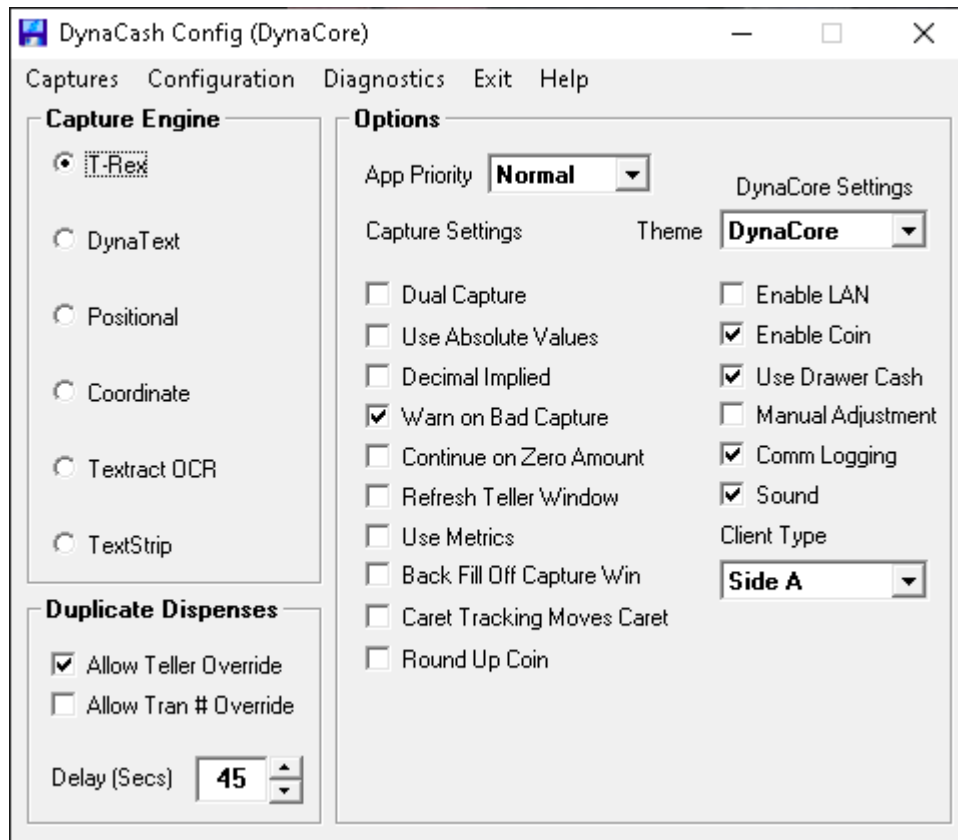 DynaCash Config (DynaCore)
Captures Configuration Diagnostics Exit Help
Capture Engine
T-Rex
DynaText
Positional
Coordinate
Textract OCR
TextStrip
Duplicate Dispenses
Allow Teller Override
Allow Tran # Override
Delay (Secs) 45
Options
App Priority Normal
DynaCore Settings
Capture Settings
Theme DynaCore
Dual Capture
Use Absolute Values
Decimal Implied
Warn on Bad Capture
Continue on Zero Amount
Refresh Teller Window
Use Metrics
Back Fill Off Capture Win
Caret Tracking Moves Caret
Round Up Coin
Enable LAN
Enable Coin
Use Drawer Cash
Manual Adjustment
Comm Logging
Sound
Client Type
Side A